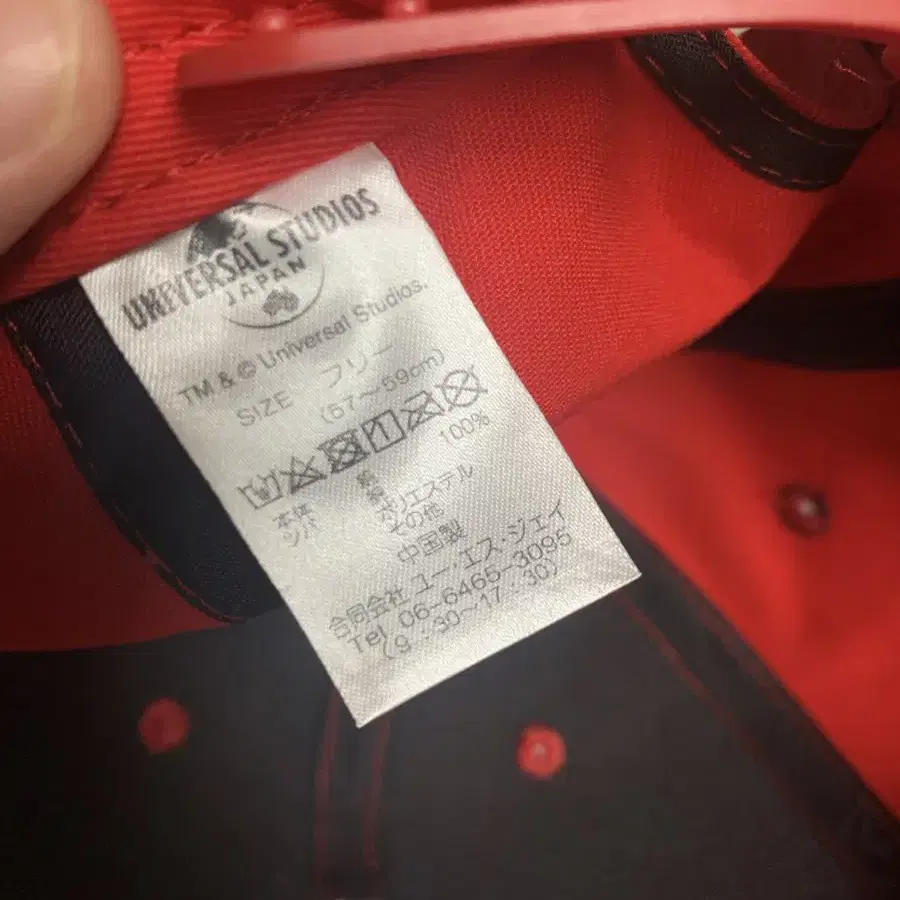 UNIVERSAL STUDIOS
JAPAN
TM & © Universal Studios.
SIZE フリー
(57〜59cm)
本体 綿 100%
ツバ ポリエステル
その他
中国製
合同会社 ユー・エス・ジェイ
Tel 06-6465-3095
(9:30〜17:30)